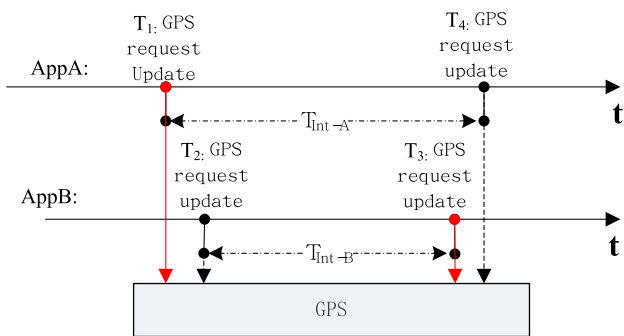 T1: GPS
request
Update
T4: GPS
request
update
AppA:
t
TInt-A
T2: GPS
request
update
T3: GPS
request
update
AppB:
t
TInt-B
GPS